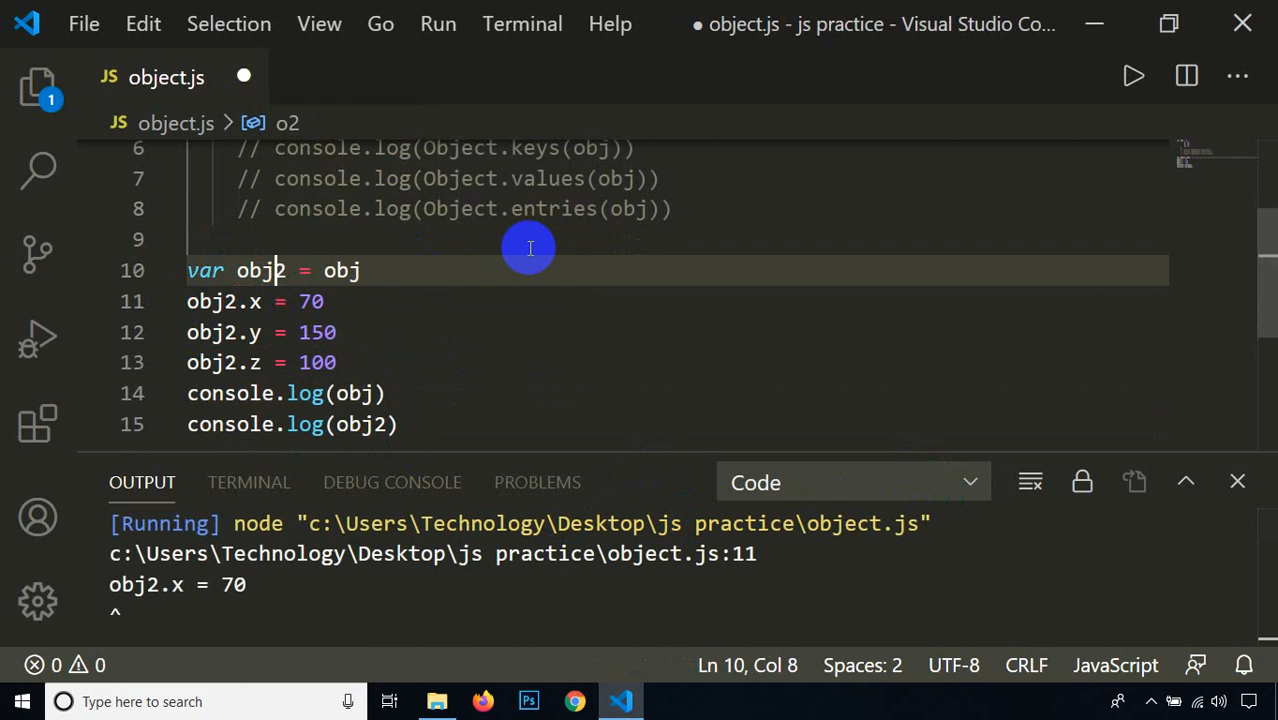 File Edit Selection View Go Run Terminal Help ● object.js - js practice - Visual Studio Co...
JS object.js
JS object.js > o2
1
6 // console.log(Object.keys(obj))
7 // console.log(Object.values(obj))
8 // console.log(Object.entries(obj))
9
10 var obj2 = obj
11 obj2.x = 70
12 obj2.y = 150
13 obj2.z = 100
14 console.log(obj)
15 console.log(obj2)
OUTPUT TERMINAL DEBUG CONSOLE PROBLEMS Code
[Running] node "c:\Users\Technology\Desktop\js practice\object.js"
c:\Users\Technology\Desktop\js practice\object.js:11
obj2.x = 70
^
0 0 Ln 10, Col 8 Spaces: 2 UTF-8 CRLF JavaScript
Type here to search Ps